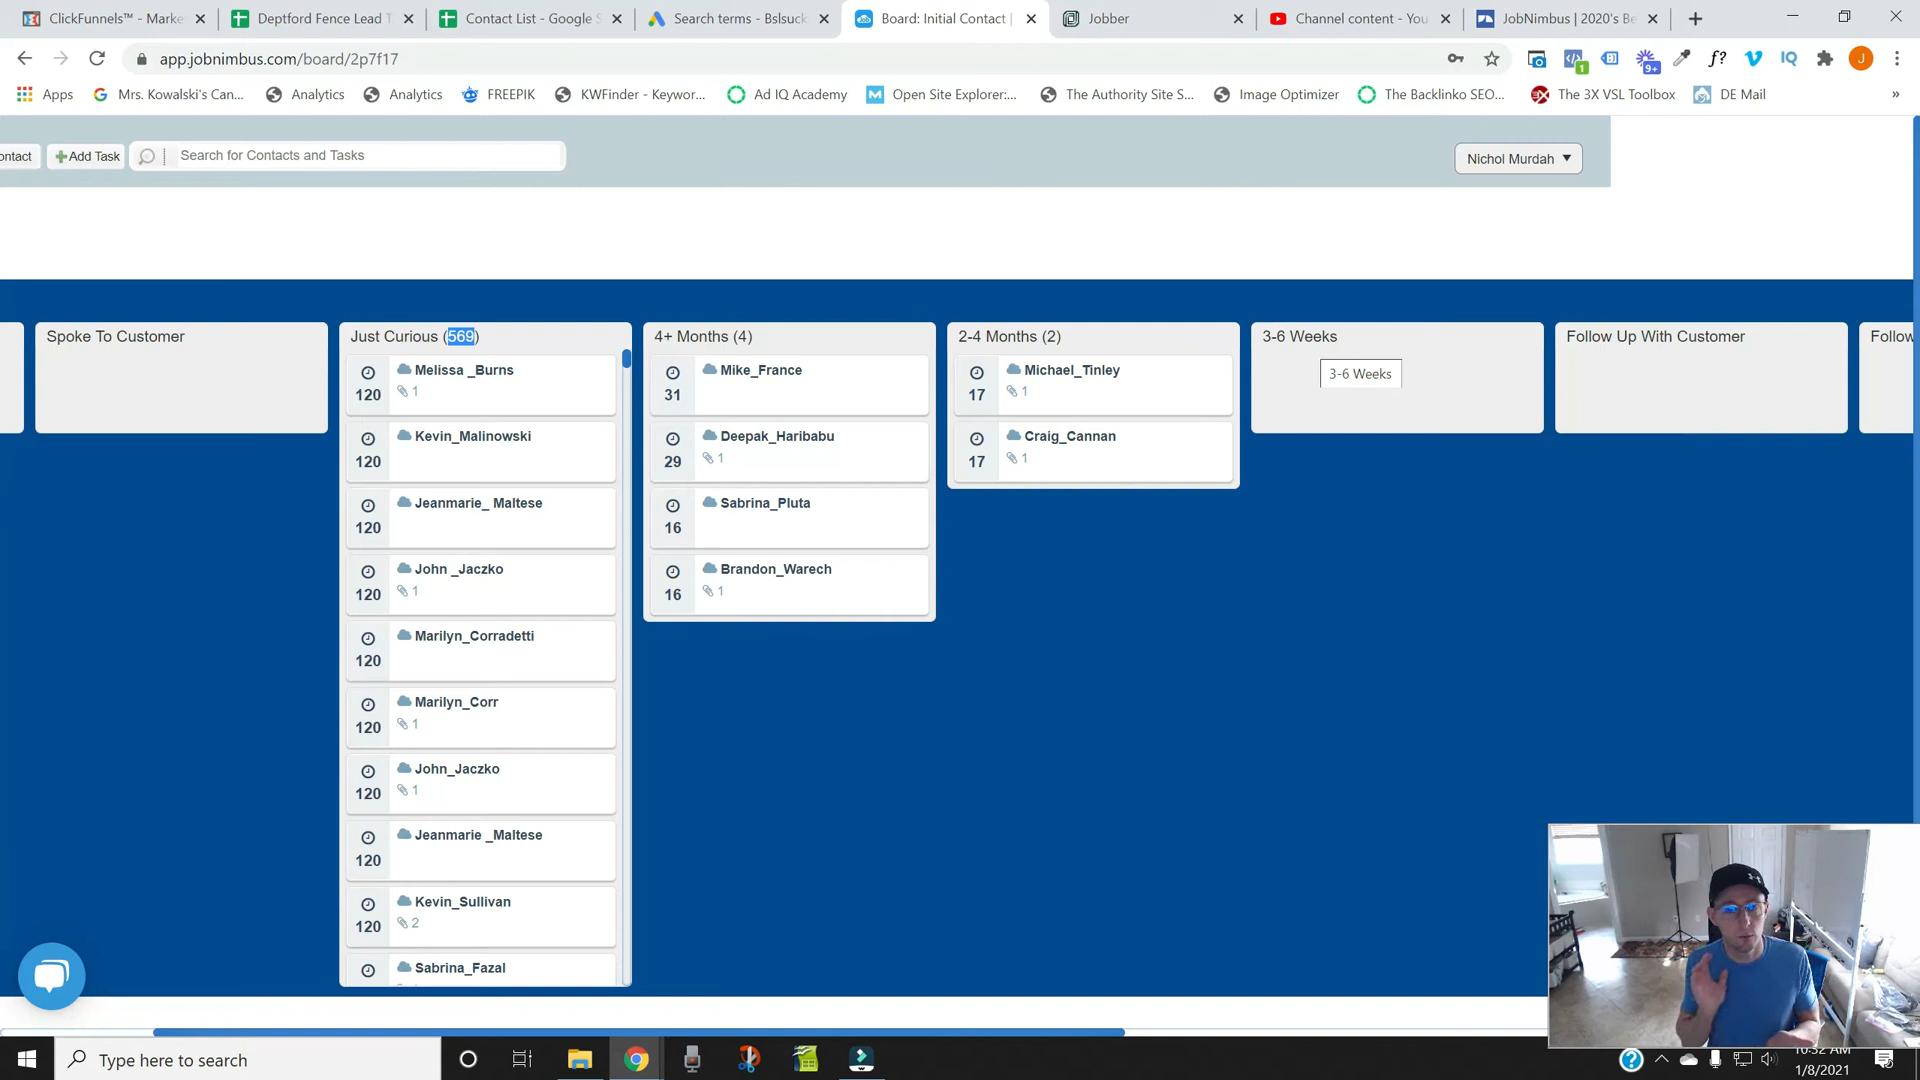 ClickFunnels™ - Marke
Deptford Fence Lead T
Contact List - Google S
Search terms - Bslsuck
Board: Initial Contact |
Jobber
Channel content - You
JobNimbus | 2020's Be
app.jobnimbus.com/board/2p7f17
1
9+
f?
IQ
J
Apps
Mrs. Kowalski's Can...
Analytics
Analytics
FREEPIK
KWFinder - Keywor...
Ad IQ Academy
Open Site Explorer:...
The Authority Site S...
Image Optimizer
The Backlinko SEO...
The 3X VSL Toolbox
DE Mail
»
ontact
Add Task
Search for Contacts and Tasks
Nichol Murdah
Spoke To Customer
Just Curious (569)
120
Melissa _Burns
1
120
Kevin_Malinowski
120
Jeanmarie_ Maltese
120
John _Jaczko
1
120
Marilyn_Corradetti
120
Marilyn_Corr
1
120
John_Jaczko
1
120
Jeanmarie _Maltese
120
Kevin_Sullivan
2
Sabrina_Fazal
4+ Months (4)
31
Mike_France
29
Deepak_Haribabu
1
16
Sabrina_Pluta
16
Brandon_Warech
1
2-4 Months (2)
17
Michael_Tinley
1
17
Craig_Cannan
1
3-6 Weeks
3-6 Weeks
Follow Up With Customer
Follow
Type here to search
10:32 AM
1/8/2021